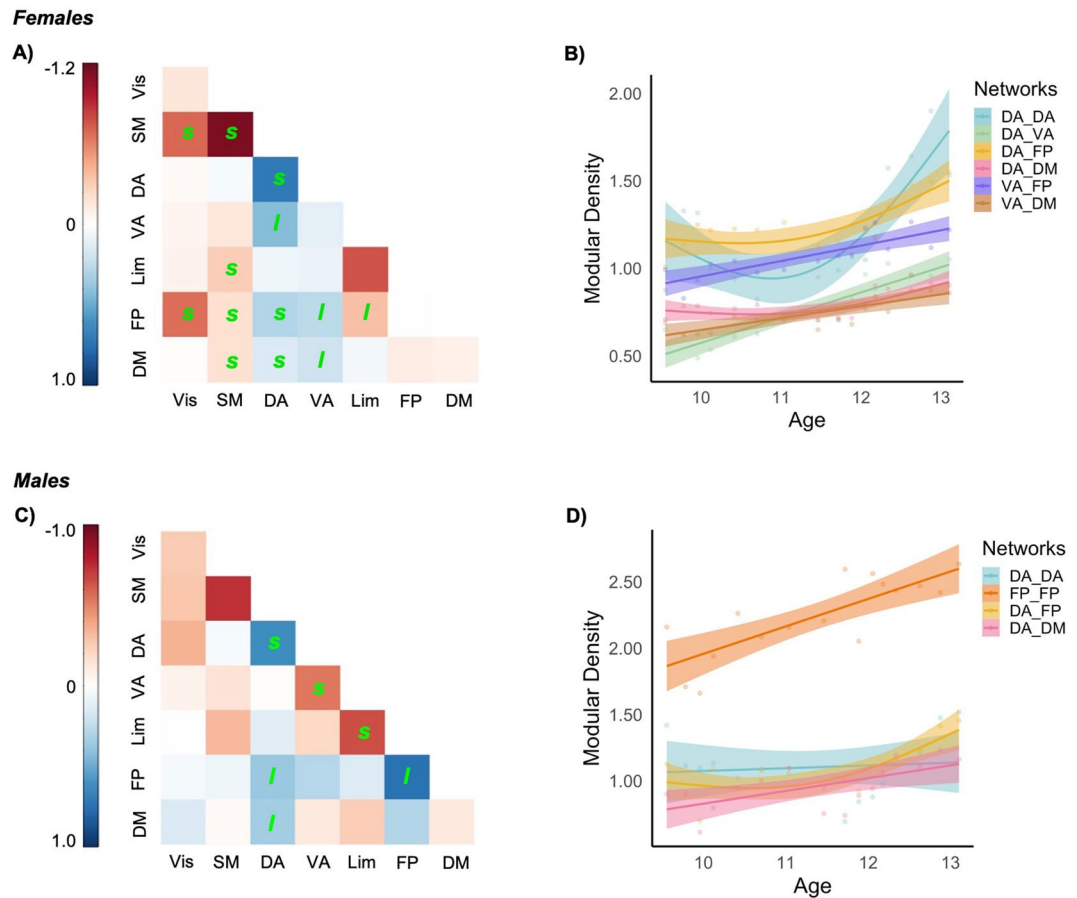 Females
A)
-1.2
0
1.0
Vis
SM
DA
VA
Lim
FP
DM
s s
s
l
s
s s s l l
s s l
Vis SM DA VA Lim FP DM
B)
Modular Density
2.00
1.50
1.00
0.50
10 11 12 13
Age
Networks
DA_DA
DA_VA
DA_FP
DA_DM
VA_FP
VA_DM
Males
C)
-1.0
0
1.0
Vis
SM
DA
VA
Lim
FP
DM
s
s
s
l l
l
Vis SM DA VA Lim FP DM
D)
Modular Density
2.50
2.00
1.50
1.00
10 11 12 13
Age
Networks
DA_DA
FP_FP
DA_FP
DA_DM